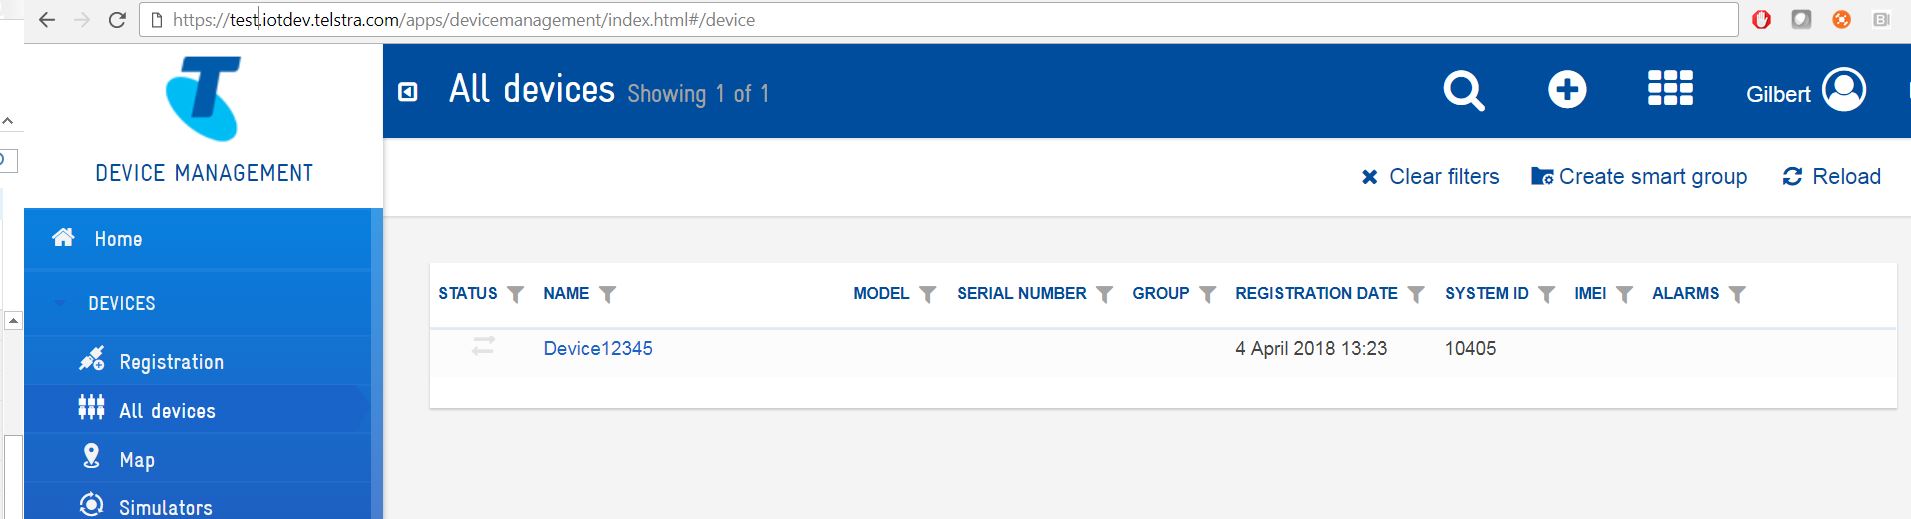 https://test.iotdev.telstra.com/apps/devicemanagement/index.html#/device
T
DEVICE MANAGEMENT
All devices Showing 1 of 1
Gilbert
Clear filters Create smart group Reload
Home
DEVICES
Registration
All devices
Map
Simulators
STATUS NAME MODEL SERIAL NUMBER GROUP REGISTRATION DATE SYSTEM ID IMEI ALARMS
Device12345 4 April 2018 13:23 10405